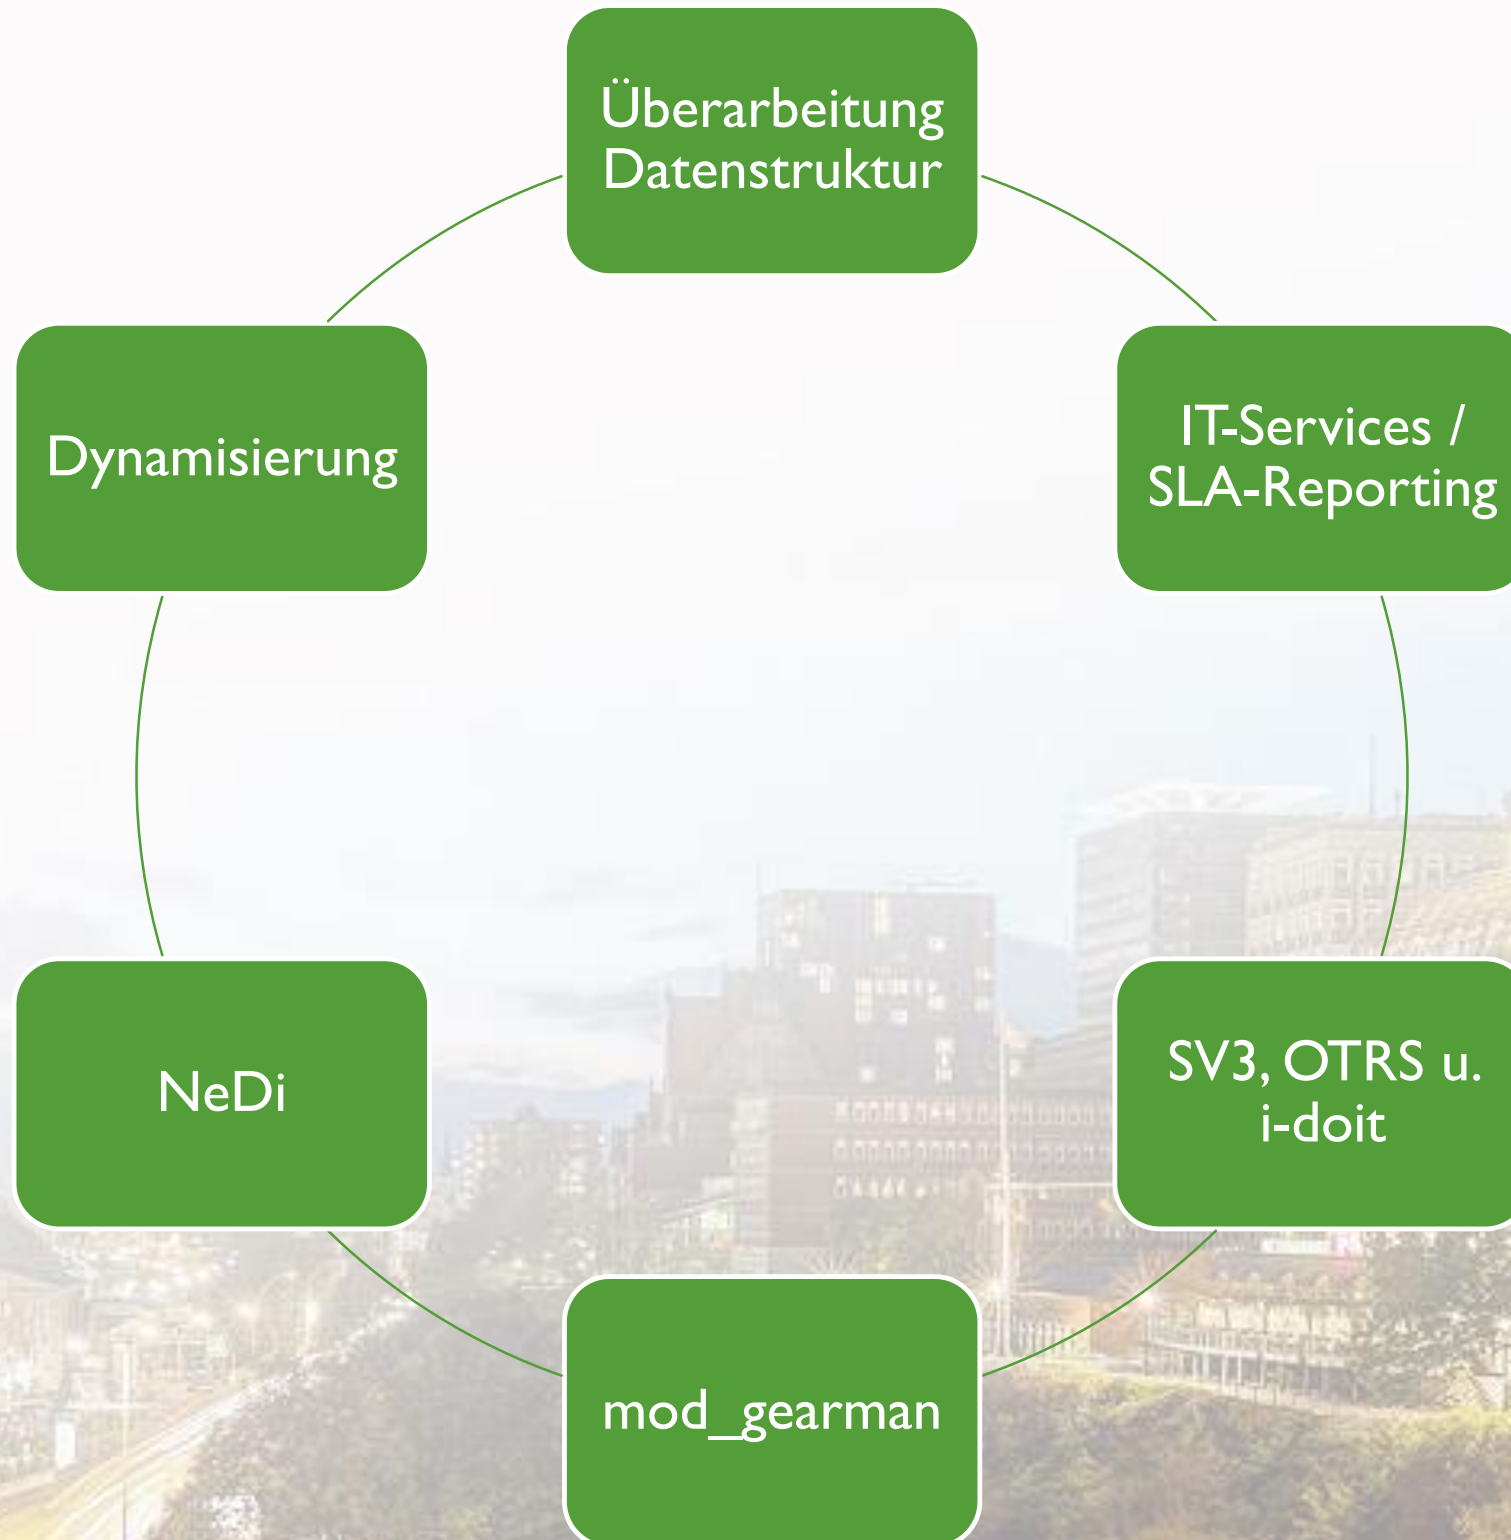 Überarbeitung
Datenstruktur
IT-Services /
SLA-Reporting
SV3, OTRS u.
i-doit
mod_gearman
NeDi
Dynamisierung